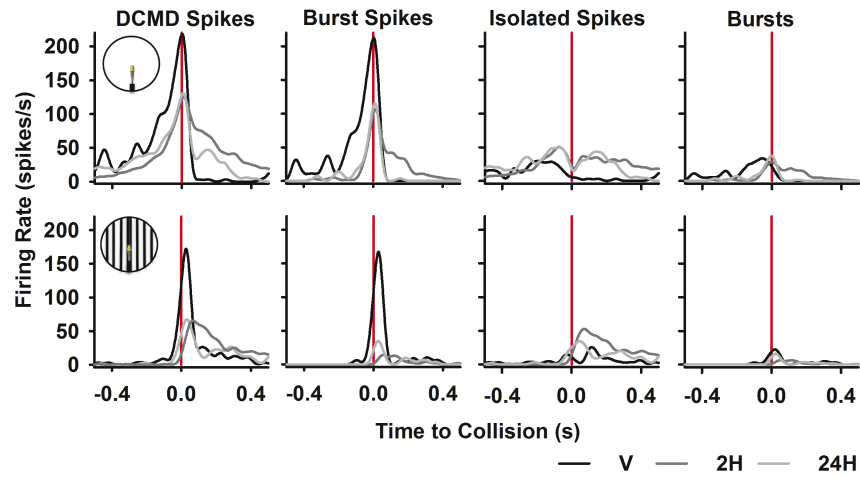 DCMD Spikes Burst Spikes Isolated Spikes Bursts
200
150
100
50
0
Firing Rate (spikes/s)
200
150
100
50
0
-0.4 0.0 0.4 -0.4 0.0 0.4 -0.4 0.0 0.4 -0.4 0.0 0.4
Time to Collision (s)
V 2H 24H